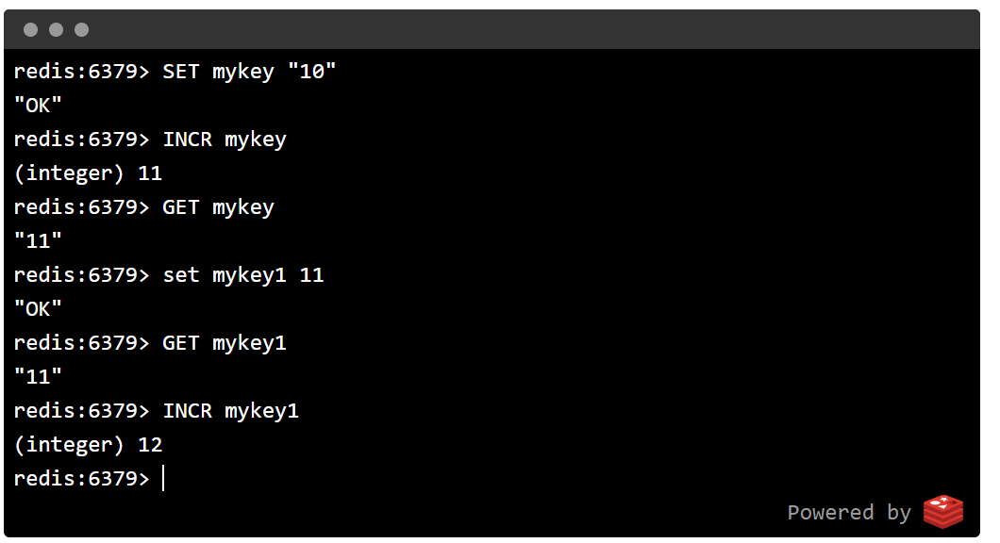 redis:6379> SET mykey "10"
"OK"
redis:6379> INCR mykey
(integer) 11
redis:6379> GET mykey
"11"
redis:6379> set mykey1 11
"OK"
redis:6379> GET mykey1
"11"
redis:6379> INCR mykey1
(integer) 12
redis:6379>
Powered by